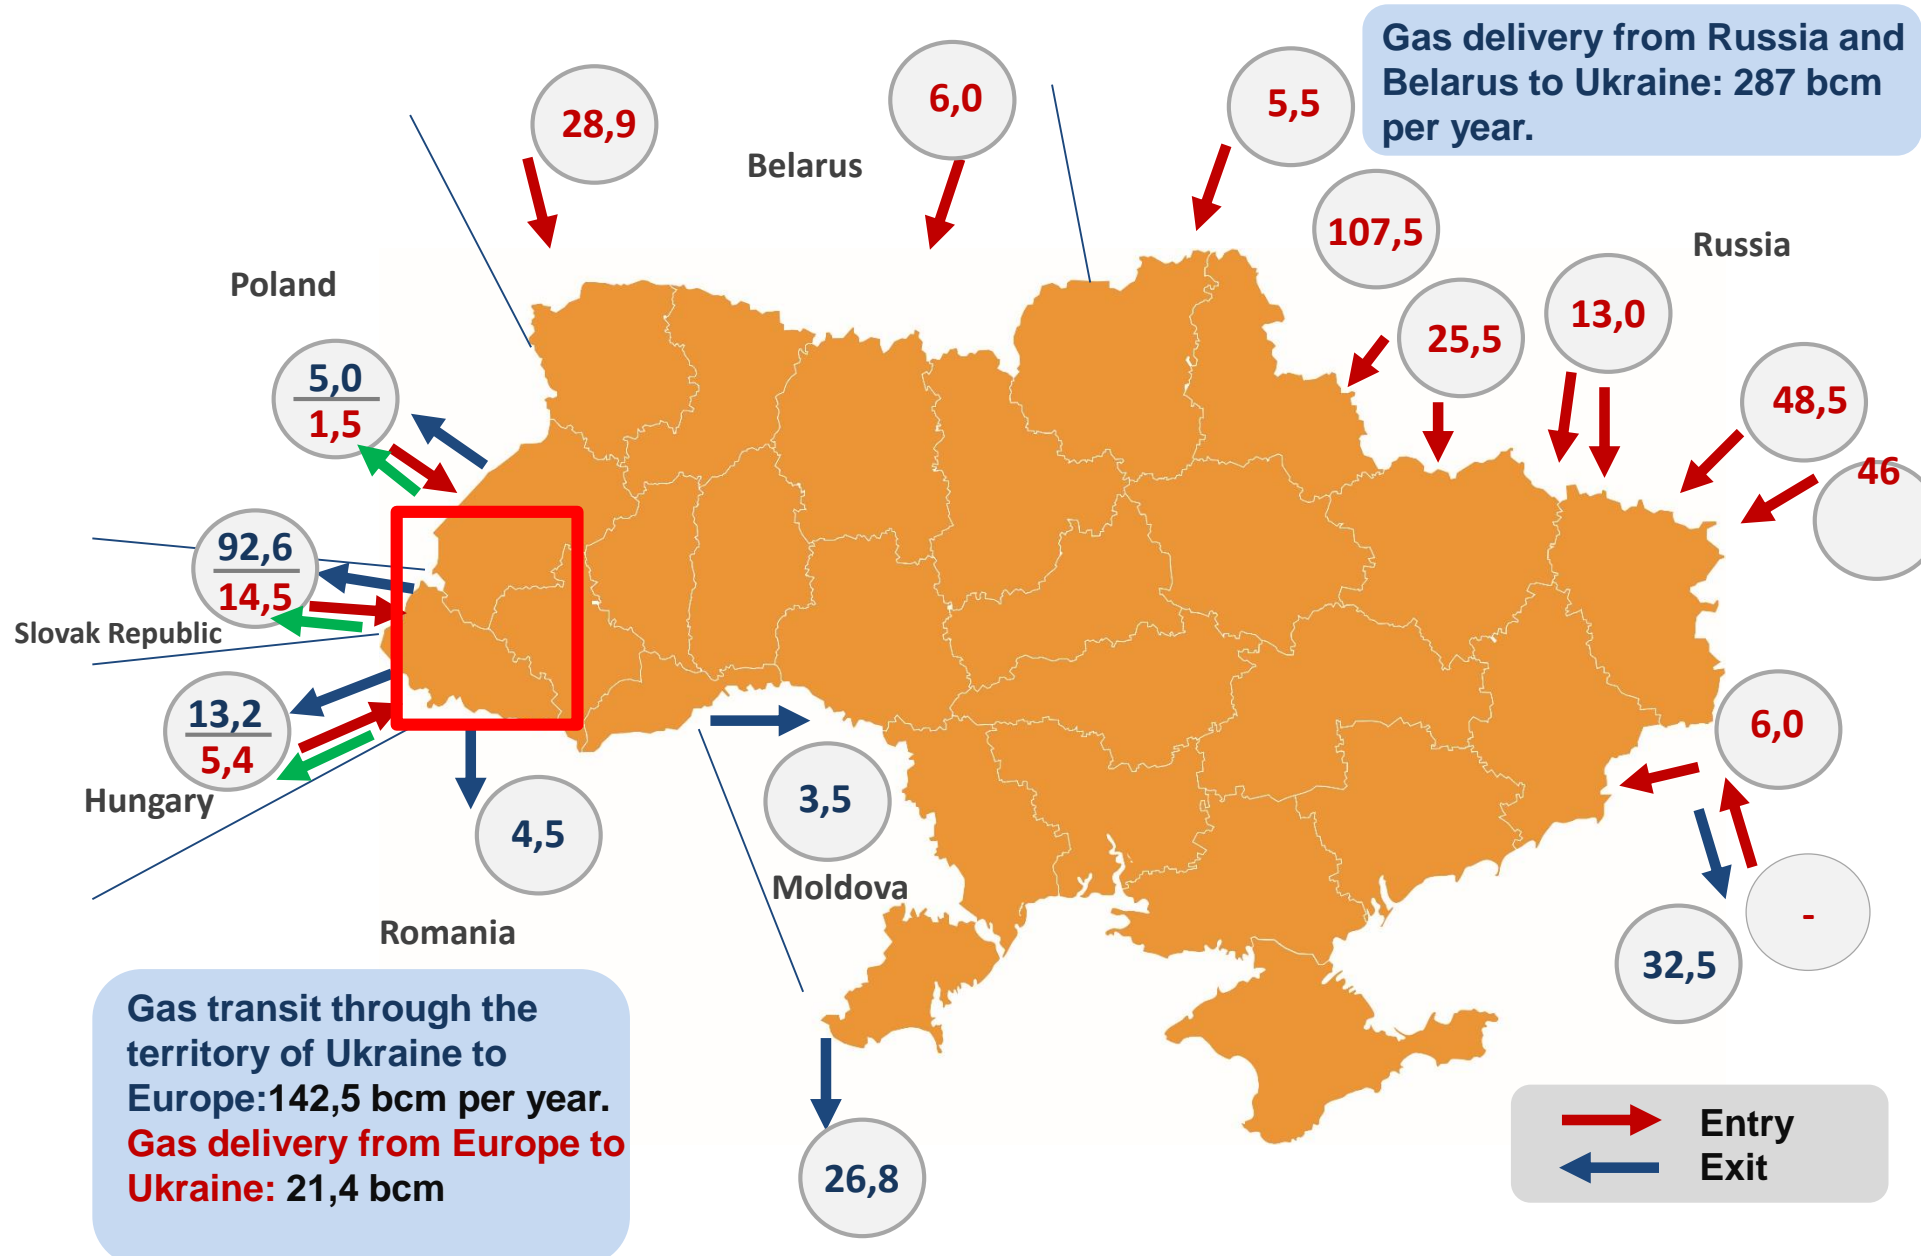 Gas delivery from Russia and
Belarus to Ukraine: 287 bcm
per year.
28,9
6,0
5,5
Belarus
107,5
Russia
Poland
25,5
13,0
5,0
1,5
48,5
46
92,6
14,5
Slovak Republic
13,2
5,4
Hungary
6,0
4,5
3,5
Moldova
Romania
-
32,5
Gas transit through the
territory of Ukraine to
Europe:142,5 bcm per year.
Gas delivery from Europe to
Ukraine: 21,4 bcm
26,8
Entry
Exit